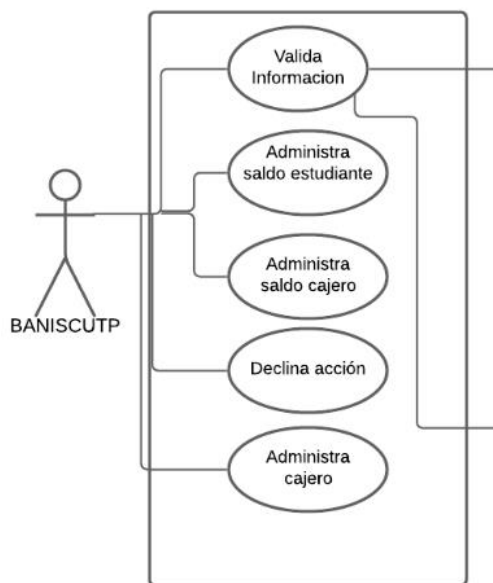 Valida
Informacion
Administra
saldo estudiante
Administra
saldo cajero
BANISCUTP
Declina acción
Administra
cajero